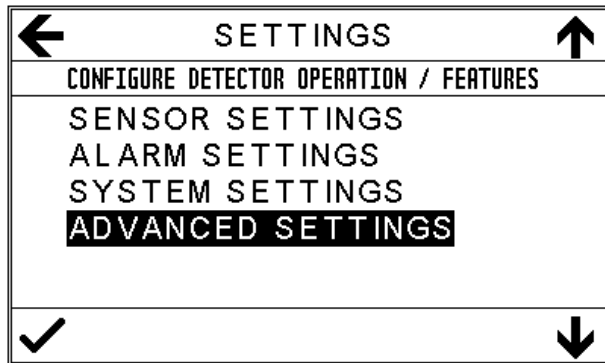 SETTINGS
CONFIGURE DETECTOR OPERATION / FEATURES
SENSOR SETTINGS
ALARM SETTINGS
SYSTEM SETTINGS
ADVANCED SETTINGS